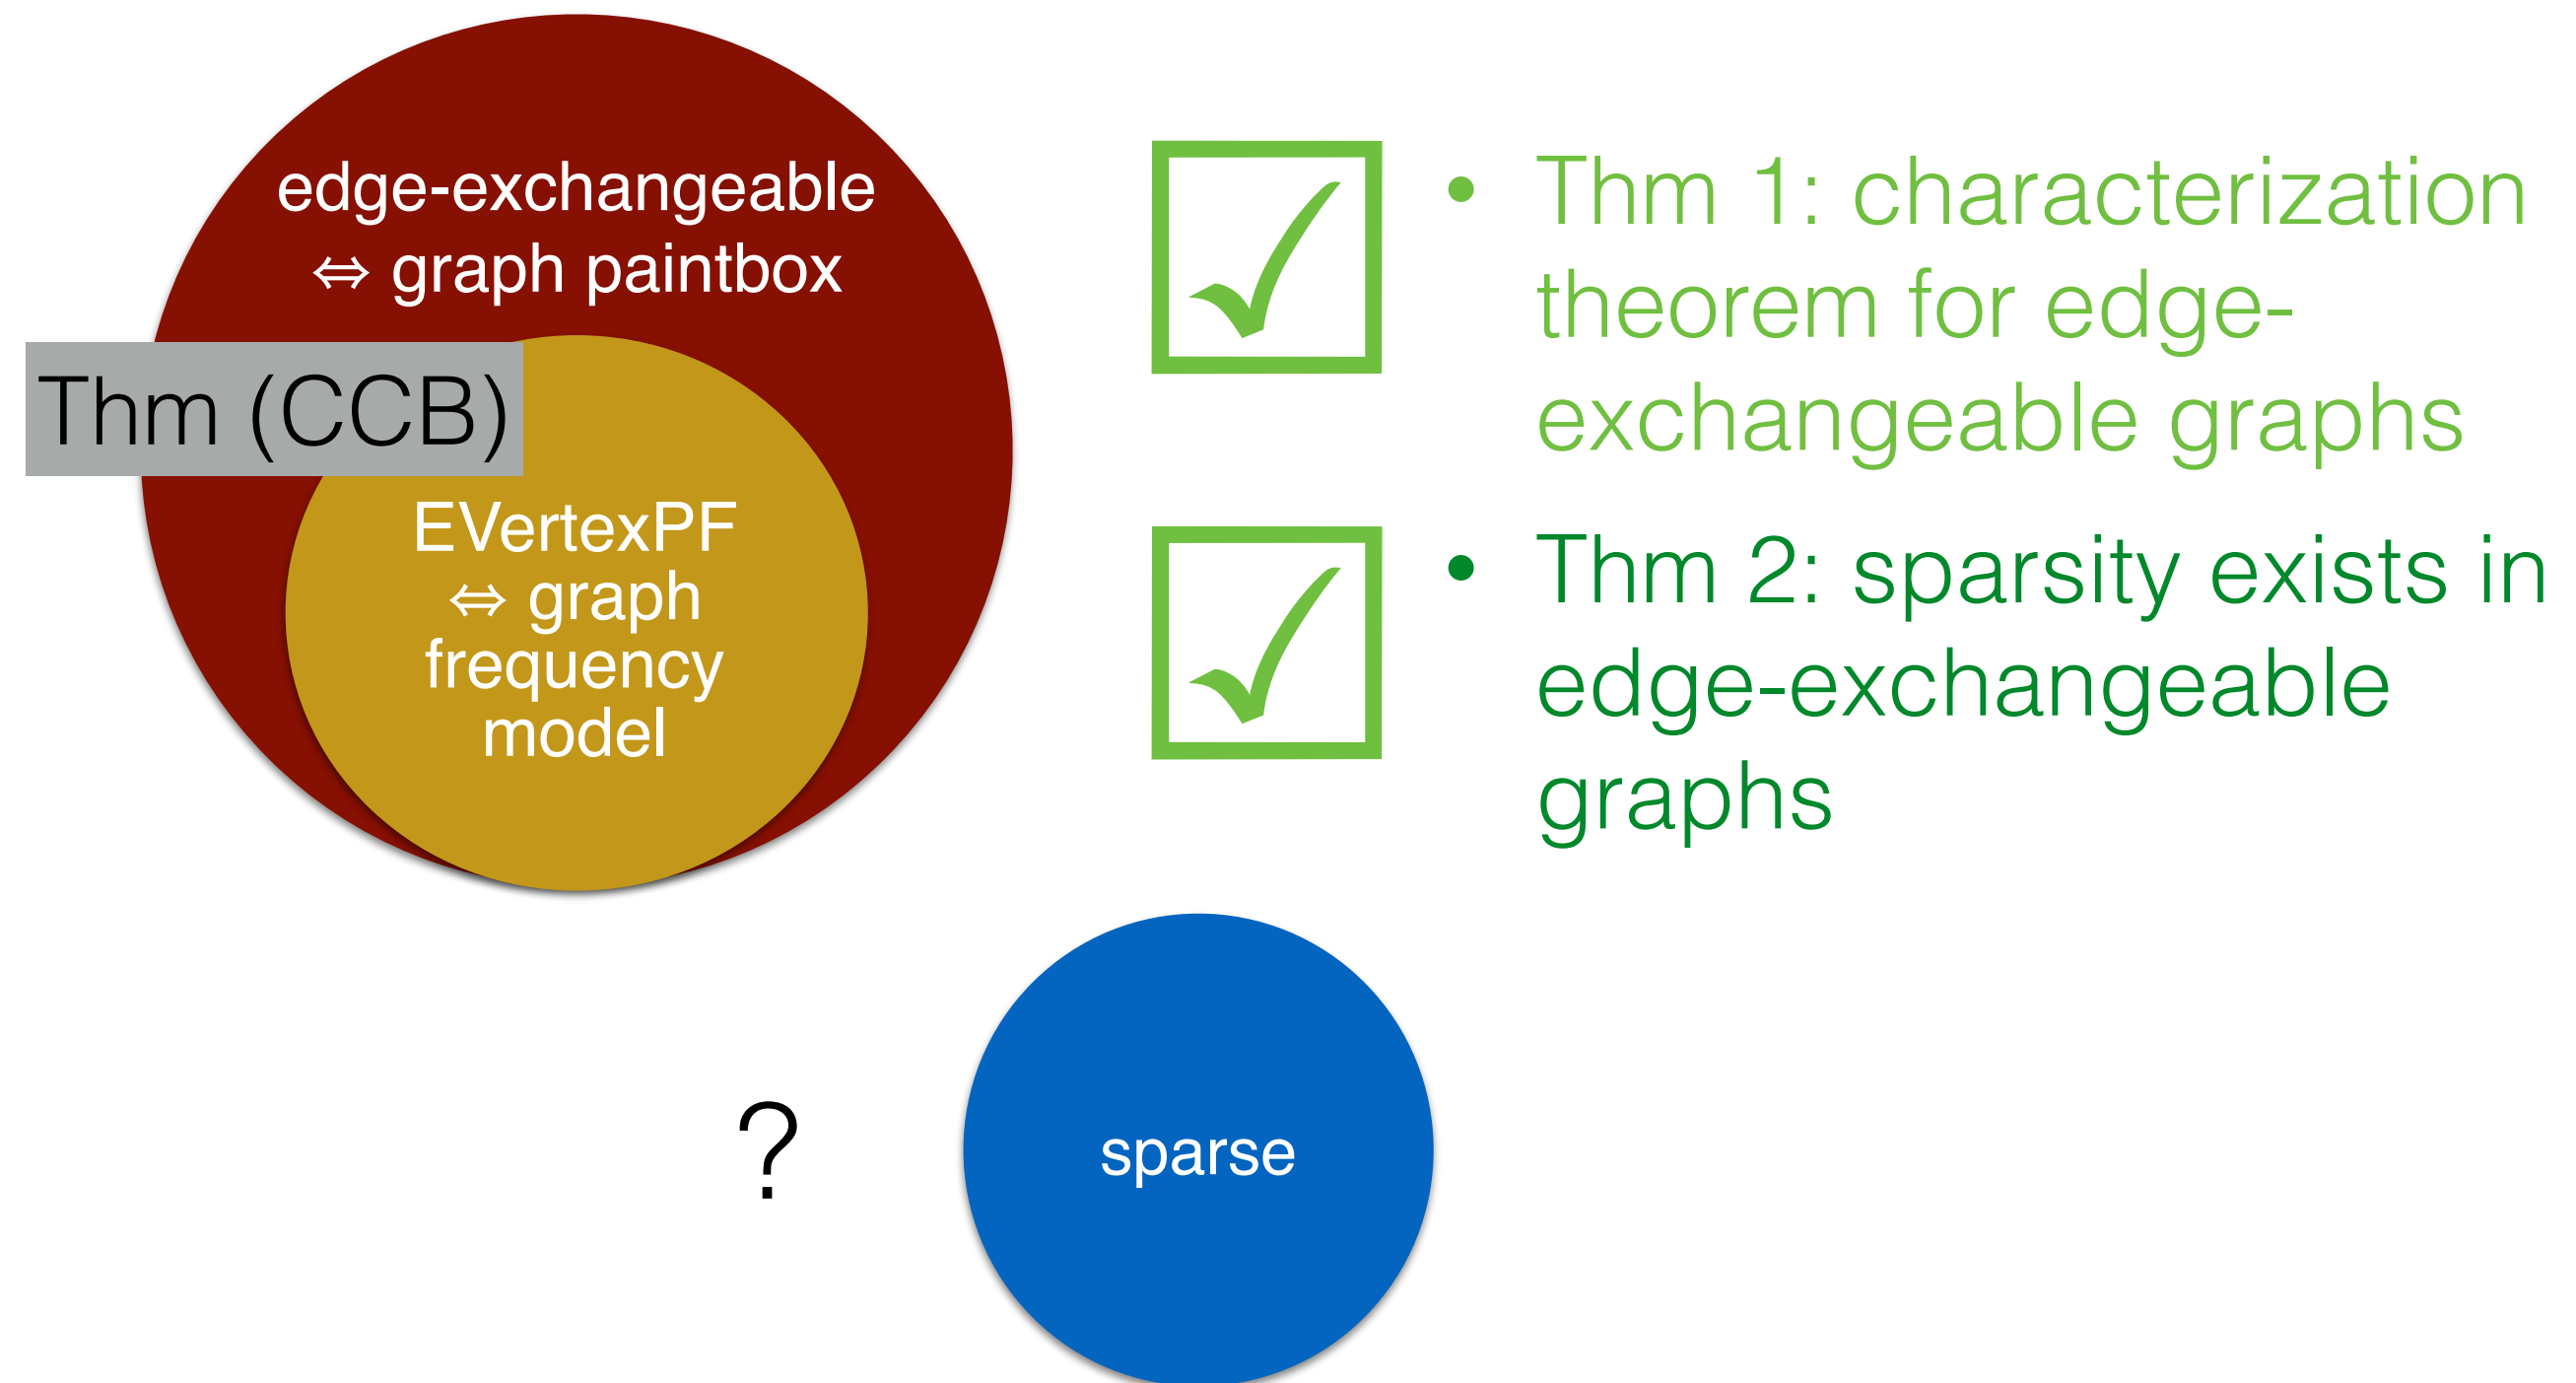 edge-exchangeable
⇔ graph paintbox
Thm (CCB)
EVertexPF
⇔ graph
frequency
model
• Thm 1: characterization
theorem for edge-
exchangeable graphs
• Thm 2: sparsity exists in
edge-exchangeable
graphs
?
sparse